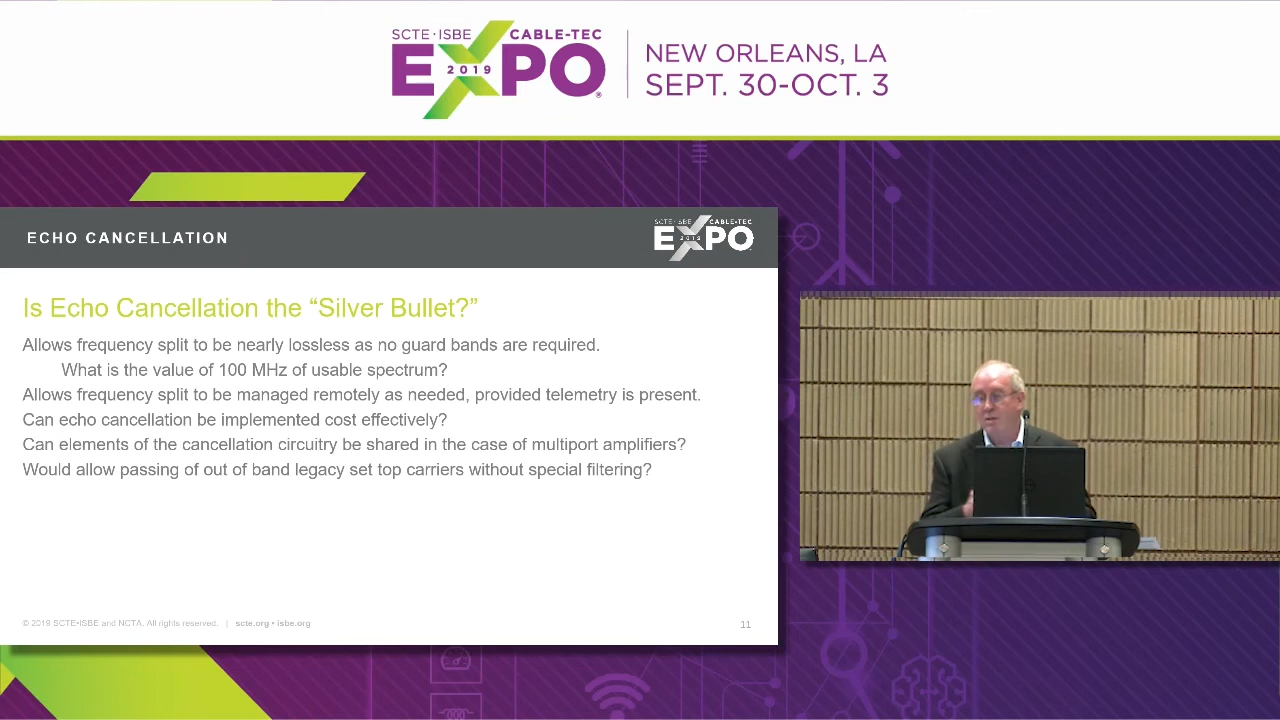 SCTE·ISBE CABLE-TEC
EXPO®
2019
NEW ORLEANS, LA
SEPT. 30-OCT. 3
ECHO CANCELLATION
SCTE·ISBE CABLE-TEC
EXPO
2019
Is Echo Cancellation the “Silver Bullet?”
Allows frequency split to be nearly lossless as no guard bands are required.
What is the value of 100 MHz of usable spectrum?
Allows frequency split to be managed remotely as needed, provided telemetry is present.
Can echo cancellation be implemented cost effectively?
Can elements of the cancellation circuitry be shared in the case of multiport amplifiers?
Would allow passing of out of band legacy set top carriers without special filtering?
© 2019 SCTE•ISBE and NCTA. All rights reserved. | scte.org • isbe.org
11